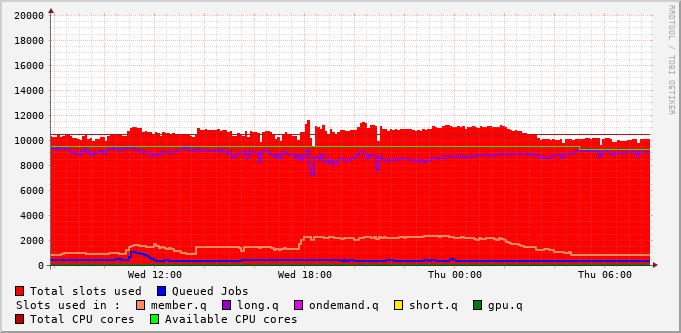 20000
18000
16000
14000
12000
10000
8000
6000
4000
2000
0
Wed 12:00 Wed 18:00 Thu 00:00 Thu 06:00
RRDTOOL / TOBI OETIKER
Total slots used Queued Jobs
Slots used in : member.q long.q ondemand.q short.q gpu.q
Total CPU cores Available CPU cores